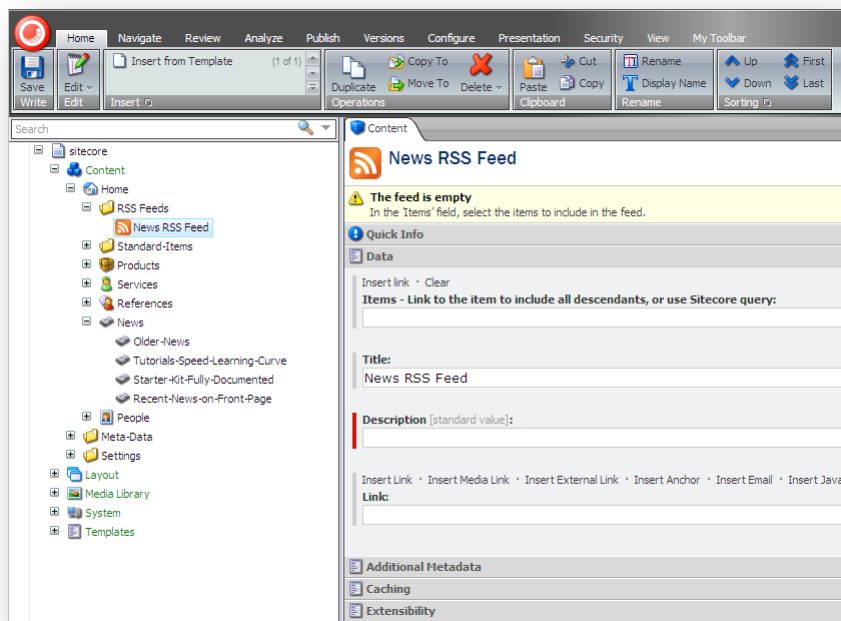 Home Navigate Review Analyze Publish Versions Configure Presentation Security View My Toolbar
Save
Write
Edit
Edit
Insert from Template (1 of 1)
Insert
Duplicate
Copy To
Move To
Delete
Operations
Paste
Cut
Copy
Clipboard
Rename
Display Name
Rename
Up
Down
First
Last
Sorting
Search
sitecore
Content
Home
RSS Feeds
News RSS Feed
Standard-Items
Products
Services
References
News
Older-News
Tutorials-Speed-Learning-Curve
Starter-Kit-Fully-Documented
Recent-News-on-Front-Page
People
Meta-Data
Settings
Layout
Media Library
System
Templates
Content
News RSS Feed
The feed is empty
In the 'Items' field, select the items to include in the feed.
Quick Info
Data
Insert link · Clear
Items - Link to the item to include all descendants, or use Sitecore query:
Title:
News RSS Feed
Description [standard value]:
Insert Link · Insert Media Link · Insert External Link · Insert Anchor · Insert Email · Insert Java
Link:
Additional Metadata
Caching
Extensibility